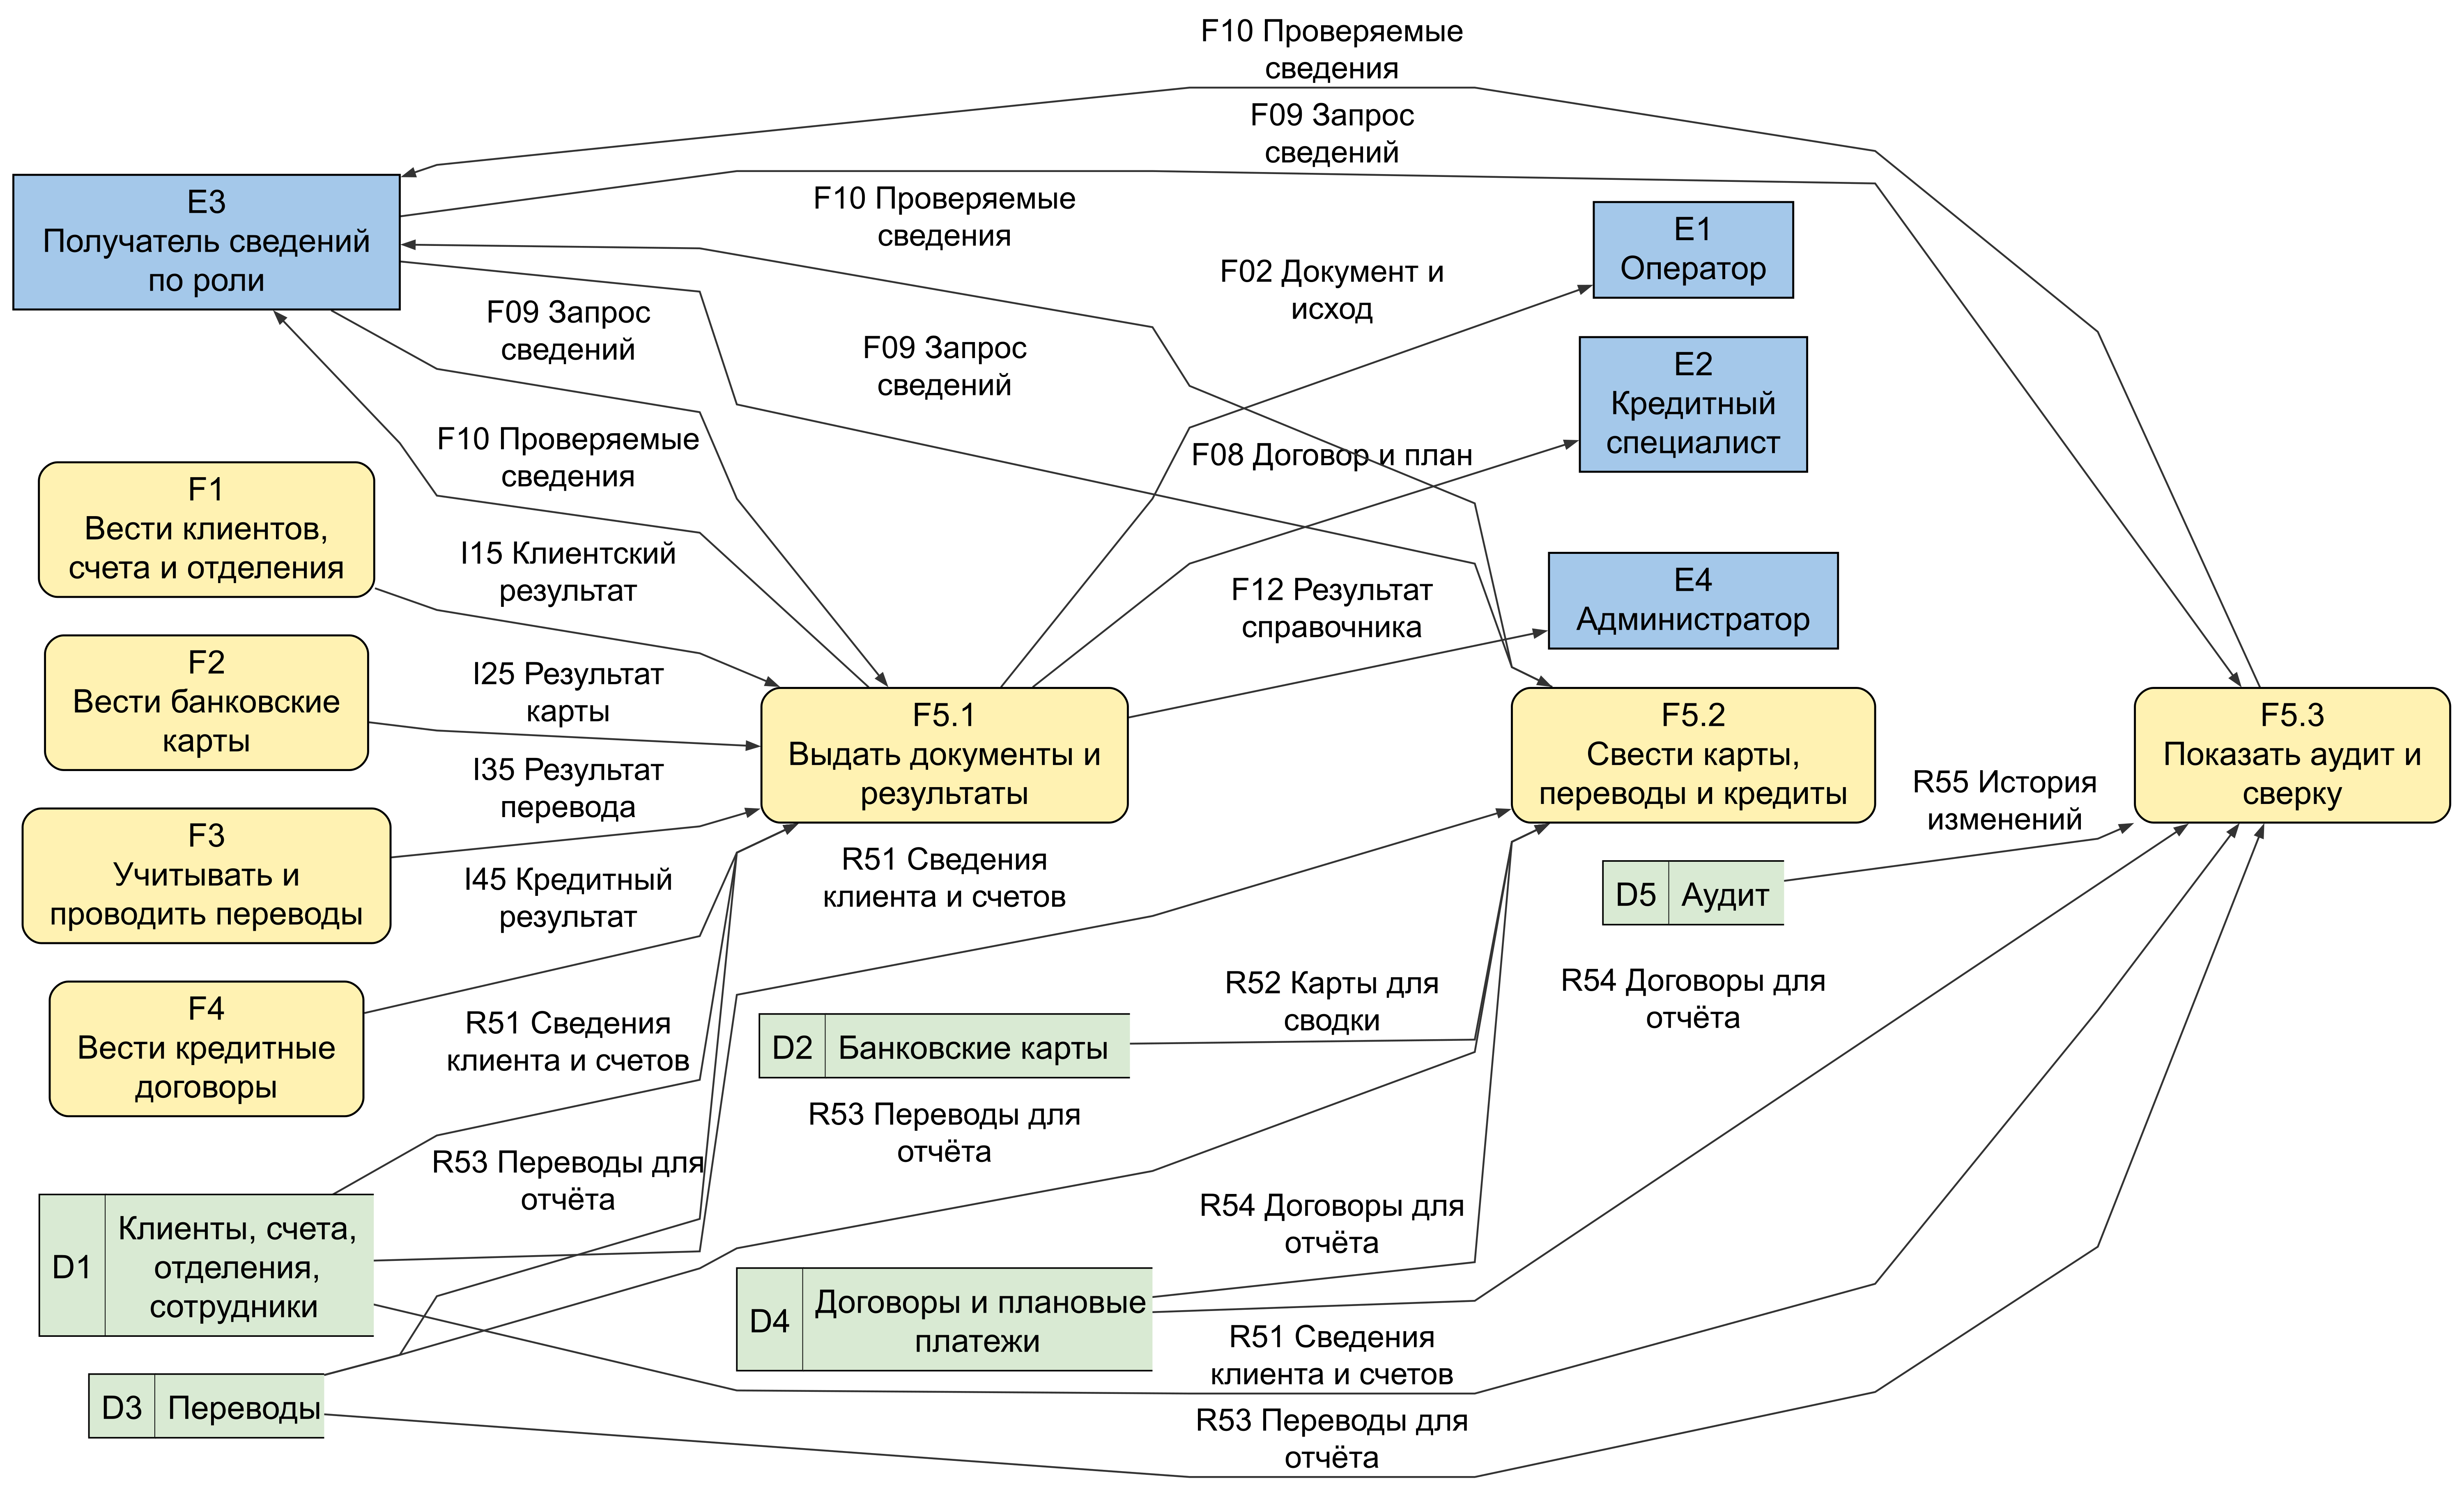 F10 Проверяемые
сведения
F09 Запрос
сведений
E3
Получатель сведений
по роли
F10 Проверяемые
сведения
E1
Оператор
F02 Документ и
исход
F09 Запрос
сведений
F09 Запрос
сведений
E2
Кредитный
специалист
F10 Проверяемые
сведения
F08 Договор и план
F1
Вести клиентов,
счета и отделения
I15 Клиентский
результат
F12 Результат
справочника
E4
Администратор
F2
Вести банковские
карты
I25 Результат
карты
F5.1
Выдать документы и
результаты
F5.2
Свести карты,
переводы и кредиты
F5.3
Показать аудит и
сверку
I35 Результат
перевода
R55 История
изменений
F3
Учитывать и
проводить переводы
I45 Кредитный
результат
R51 Сведения
клиента и счетов
D5 Аудит
F4
Вести кредитные
договоры
R51 Сведения
клиента и счетов
D2 Банковские карты
R52 Карты для
сводки
R54 Договоры для
отчёта
R53 Переводы для
отчёта
R53 Переводы для
отчёта
D1
Клиенты, счета,
отделения,
сотрудники
R54 Договоры для
отчёта
D4
Договоры и плановые
платежи
R51 Сведения
клиента и счетов
D3 Переводы
R53 Переводы для
отчёта